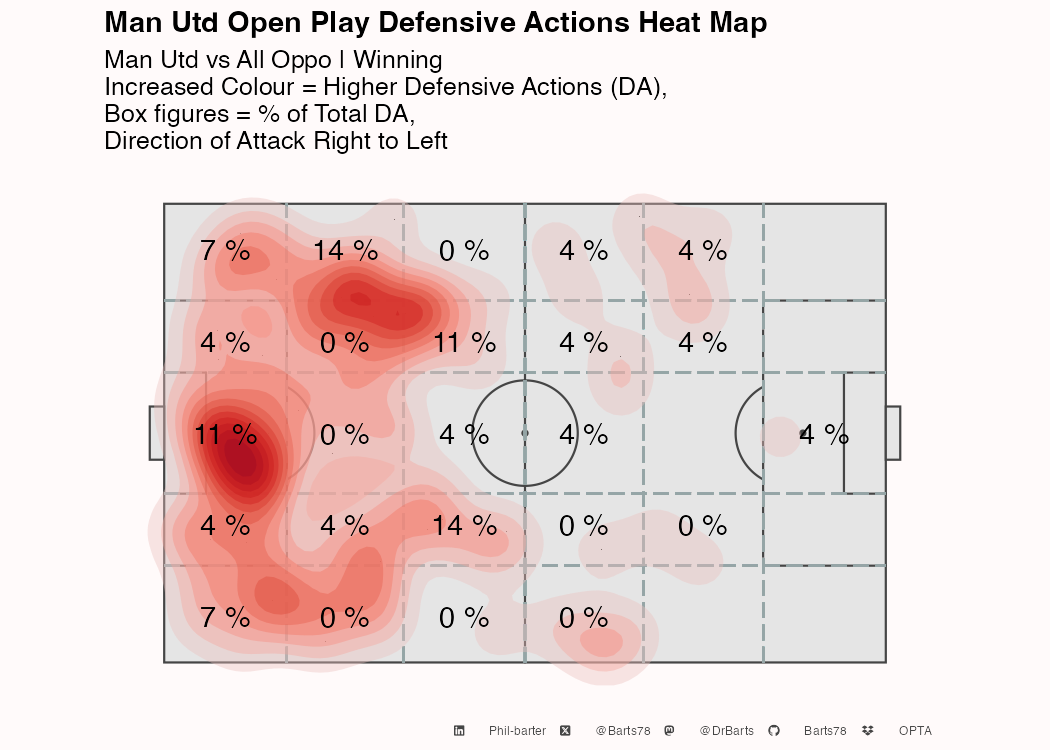 Man Utd Open Play Defensive Actions Heat Map
Man Utd vs All Oppo | Winning
Increased Colour = Higher Defensive Actions (DA),
Box figures = % of Total DA,
Direction of Attack Right to Left
7 % 14 % 0 % 4 % 4 %
4 % 0 % 11 % 4 % 4 %
11 % 0 % 4 % 4 % 4 %
4 % 4 % 14 % 0 % 0 %
7 % 0 % 0 % 0 %
Phil-barter @Barts78 @DrBarts Barts78 OPTA